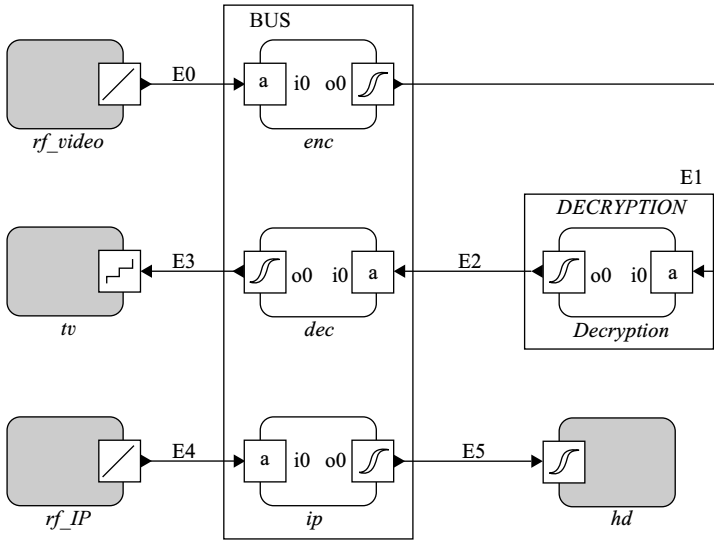 BUS
E0
a i0 o0
rf_video
enc
E1
DECRYPTION
E3
o0 i0 a
E2
o0 i0 a
tv
dec
Decryption
E4
a i0 o0
E5
rf_IP
ip
hd